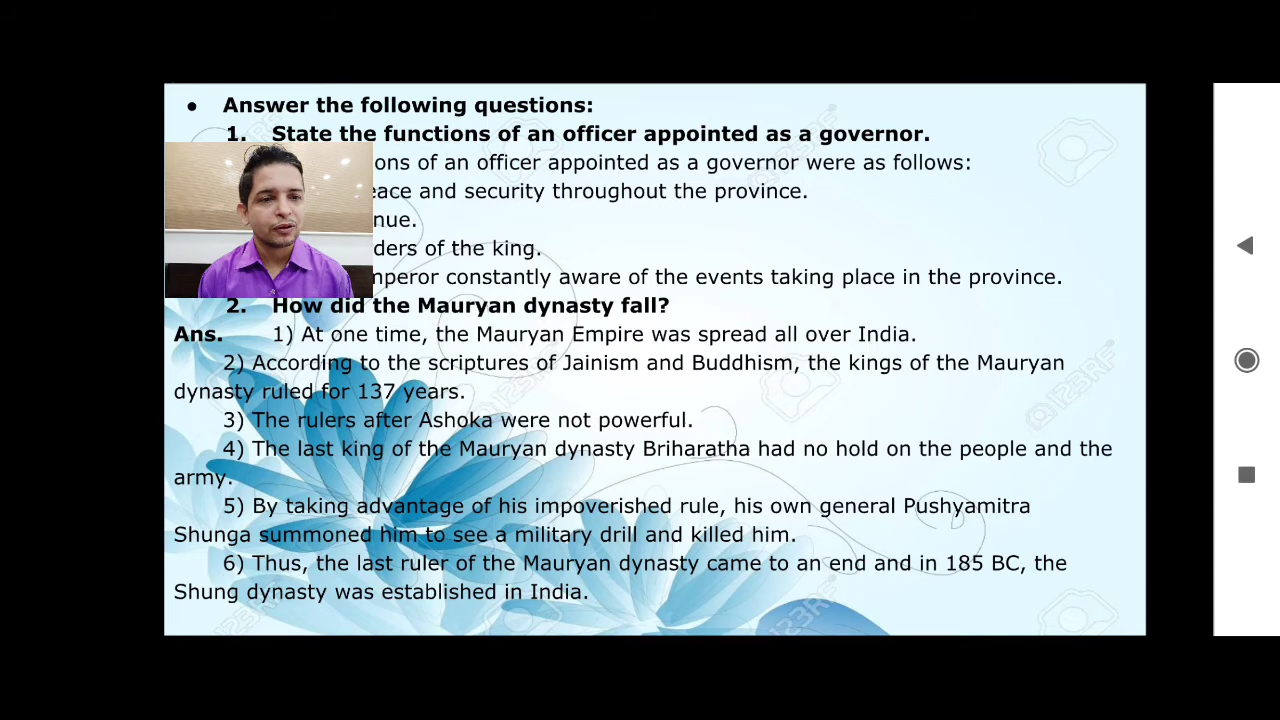 ● Answer the following questions:
1. State the functions of an officer appointed as a governor.
of an officer appointed as a governor were as follows:
and security throughout the province.
of the king.
constantly aware of the events taking place in the province.
2. How did the Mauryan dynasty fall?
Ans. 1) At one time, the Mauryan Empire was spread all over India.
2) According to the scriptures of Jainism and Buddhism, the kings of the Mauryan
dynasty ruled for 137 years.
3) The rulers after Ashoka were not powerful.
4) The last king of the Mauryan dynasty Briharatha had no hold on the people and the
army.
5) By taking advantage of his impoverished rule, his own general Pushyamitra
Shunga summoned him to see a military drill and killed him.
6) Thus, the last ruler of the Mauryan dynasty came to an end and in 185 BC, the
Shung dynasty was established in India.
123RF